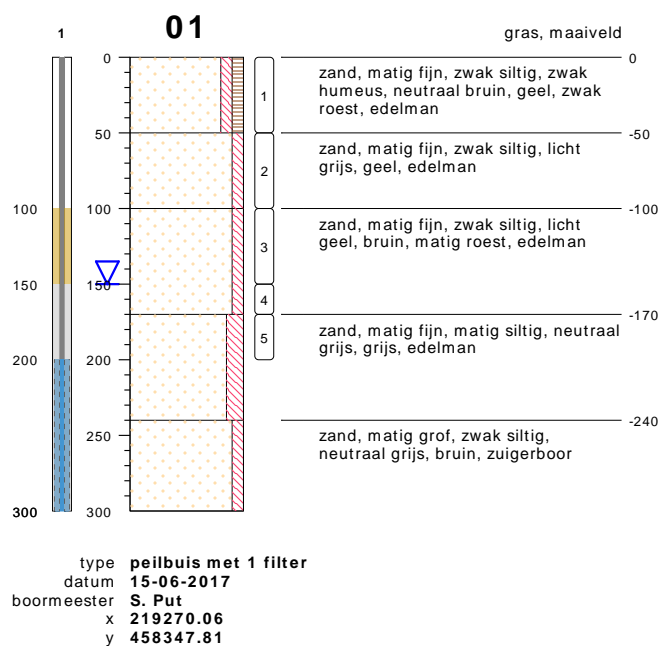 1
01
gras, maaiveld
0
0
zand, matig fijn, zwak siltig, zwak
humeus, neutraal bruin, geel, zwak
roest, edelman
1
50
-50
zand, matig fijn, zwak siltig, licht
grijs, geel, edelman
2
100
100
-100
zand, matig fijn, zwak siltig, licht
geel, bruin, matig roest, edelman
3
150
150
4
-170
zand, matig fijn, matig siltig, neutraal
grijs, grijs, edelman
5
200
200
-240
zand, matig grof, zwak siltig,
neutraal grijs, bruin, zuigerboor
250
300
300
type peilbuis met 1 filter
datum 15-06-2017
boormeester S. Put
x 219270.06
y 458347.81